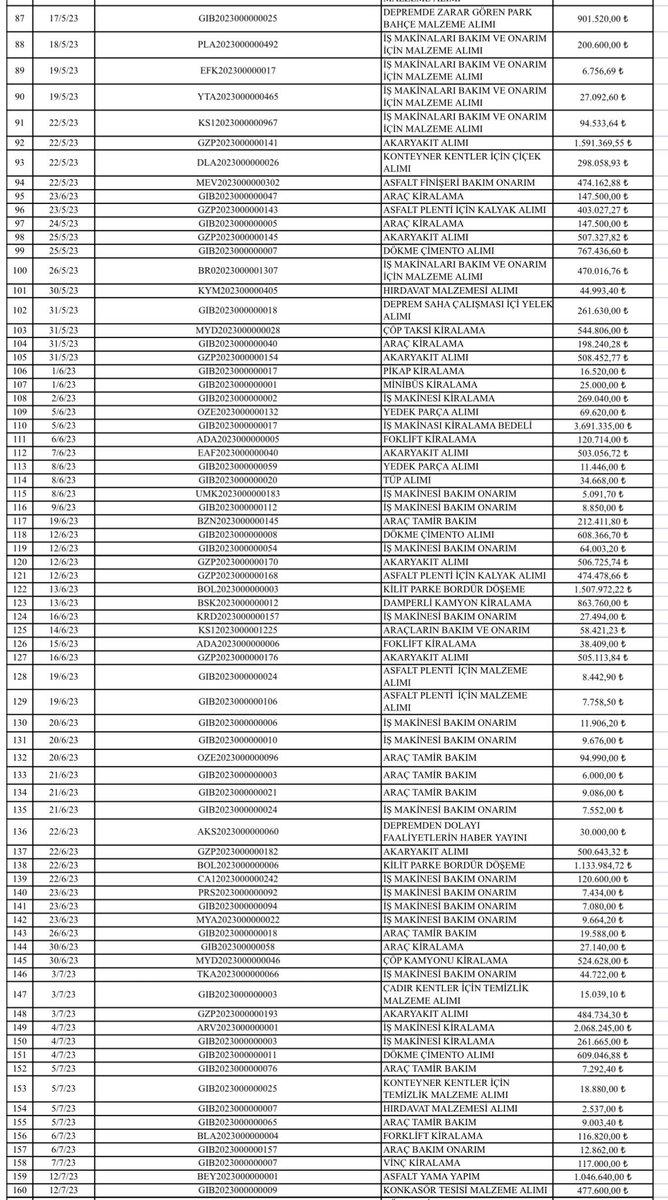 MALZEME ALIMI
87 17/5/23 GIB2023000000025 DEPREMDE ZARAR GÖREN PARK BAHÇE MALZEME ALIMI 901.520,00 ₺
88 18/5/23 PLA2023000000492 İŞ MAKİNALARI BAKIM VE ONARIM İÇİN MALZEME ALIMI 200.600,00 ₺
89 19/5/23 EFK202300000017 İŞ MAKİNALARI BAKIM VE ONARIM İÇİN MALZEME ALIMI 6.756,69 ₺
90 19/5/23 YTA2023000000465 İŞ MAKİNALARI BAKIM VE ONARIM İÇİN MALZEME ALIMI 27.092,60 ₺
91 22/5/23 KS12023000000967 İŞ MAKİNALARI BAKIM VE ONARIM İÇİN MALZEME ALIMI 94.533,64 ₺
92 22/5/23 GZP2023000000141 AKARYAKIT ALIMI 1.591.369,55 ₺
93 22/5/23 DLA2023000000026 KONTEYNER KENTLER İÇİN ÇİÇEK ALIMI 298.058,93 ₺
94 22/5/23 MEV2023000000302 ASFALT FİNİŞERİ BAKIM ONARIM 474.162,88 ₺
95 23/6/23 GIB2023000000047 ARAÇ KİRALAMA 147.500,00 ₺
96 23/5/23 GZP2023000000143 ASFALT PLENTİ İÇİN KALYAK ALIMI 403.027,27 ₺
97 24/5/23 GIB2023000000005 ARAÇ KİRALAMA 147.500,00 ₺
98 25/5/23 GZP2023000000145 AKARYAKIT ALIMI 507.327,82 ₺
99 25/5/23 GIB2023000000007 DÖKME ÇİMENTO ALIMI 767.436,60 ₺
100 26/5/23 BR02023000001307 İŞ MAKİNALARI BAKIM VE ONARIM İÇİN MALZEME ALIMI 470.016,76 ₺
101 30/5/23 KYM2023000000405 HIRDAVAT MALZEMESİ ALIMI 44.993,40 ₺
102 31/5/23 GIB2023000000018 DEPREM SAHA ÇALIŞMASI İÇİ YELEK ALIMI 261.630,00 ₺
103 31/5/23 MYD2023000000028 ÇÖP TAKSİ KİRALAMA 544.806,00 ₺
104 31/5/23 GIB2023000000040 ARAÇ KİRALAMA 198.240,28 ₺
105 31/5/23 GZP2023000000154 AKARYAKIT ALIMI 508.452,77 ₺
106 1/6/23 GIB2023000000017 PİKAP KİRALAMA 16.520,00 ₺
107 1/6/23 GIB2023000000001 MİNİBÜS KİRALAMA 25.000,00 ₺
108 2/6/23 GIB2023000000002 İŞ MAKİNESİ KİRALAMA 269.040,00 ₺
109 5/6/23 OZE2023000000132 YEDEK PARÇA ALIMI 69.620,00 ₺
110 5/6/23 GIB2023000000017 İŞ MAKİNASI KİRALAMA BEDELİ 3.691.335,00 ₺
111 6/6/23 ADA2023000000005 FOKLİFT KİRALAMA 120.714,00 ₺
112 7/6/23 EAF2023000000040 AKARYAKIT ALIMI 503.056,72 ₺
113 8/6/23 GIB2023000000059 YEDEK PARÇA ALIMI 11.446,00 ₺
114 8/6/23 GIB2023000000020 TÜP ALIMI 34.668,00 ₺
115 8/6/23 UMK2023000000183 İŞ MAKİNESİ BAKIM ONARIM 5.091,70 ₺
116 9/6/23 GIB2023000000112 İŞ MAKİNESİ BAKIM ONARIM 8.850,00 ₺
117 19/6/23 BZN2023000000145 ARAÇ TAMİR BAKIM 212.411,80 ₺
118 12/6/23 GIB2023000000008 DÖKME ÇİMENTO ALIMI 608.366,70 ₺
119 12/6/23 GIB2023000000054 İŞ MAKİNESİ BAKIM ONARIM 64.003,20 ₺
120 12/6/23 GZP2023000000170 AKARYAKIT ALIMI 506.725,74 ₺
121 12/6/23 GZP2023000000168 ASFALT PLENTİ İÇİN KALYAK ALIMI 474.478,66 ₺
122 13/6/23 BOL2023000000003 KİLİT PARKE BORDÜR DÖŞEME 1.507.972,22 ₺
123 13/6/23 BSK2023000000012 DAMPERLİ KAMYON KİRALAMA 863.760,00 ₺
124 16/6/23 KRD2023000000157 İŞ MAKİNESİ BAKIM ONARIM 27.494,00 ₺
125 14/6/23 KS12023000001225 ARAÇLARIN BAKIM VE ONARIM 58.421,23 ₺
126 15/6/23 ADA2023000000006 FOKLİFT KİRALAMA 38.409,00 ₺
127 16/6/23 GZP2023000000176 AKARYAKIT ALIMI 505.113,84 ₺
128 19/6/23 GIB2023000000024 ASFALT PLENTİ İÇİN MALZEME ALIMI 8.442,90 ₺
129 19/6/23 GIB2023000000106 ASFALT PLENTİ İÇİN MALZEME ALIMI 7.758,50 ₺
130 20/6/23 GIB2023000000006 İŞ MAKİNESİ BAKIM ONARIM 11.906,20 ₺
131 20/6/23 GIB2023000000010 İŞ MAKİNESİ BAKIM ONARIM 9.676,00 ₺
132 20/6/23 OZE2023000000096 ARAÇ TAMİR BAKIM 94.990,00 ₺
133 21/6/23 GIB2023000000003 ARAÇ TAMİR BAKIM 6.000,00 ₺
134 21/6/23 GIB2023000000021 ARAÇ TAMİR BAKIM 9.086,00 ₺
135 21/6/23 GIB2023000000024 İŞ MAKİNESİ BAKIM ONARIM 7.552,00 ₺
136 22/6/23 AKS2023000000060 DEPREMDEN DOLAYI FAALİYETLERİN HABER YAYINI 30.000,00 ₺
137 22/6/23 GZP2023000000182 AKARYAKIT ALIMI 500.643,32 ₺
138 22/6/23 BOL2023000000006 KİLİT PARKE BORDÜR DÖŞEME 1.133.984,72 ₺
139 22/6/23 CA12023000000242 İŞ MAKİNESİ BAKIM ONARIM 120.600,00 ₺
140 23/6/23 PRS2023000000092 İŞ MAKİNESİ BAKIM ONARIM 7.434,00 ₺
141 23/6/23 GIB2023000000094 İŞ MAKİNESİ BAKIM ONARIM 7.080,00 ₺
142 23/6/23 MYA2023000000022 İŞ MAKİNESİ BAKIM ONARIM 9.664,20 ₺
143 26/6/23 GIB2023000000018 ARAÇ TAMİR BAKIM 19.588,00 ₺
144 30/6/23 GIB2023000000058 ARAÇ KİRALAMA 27.140,00 ₺
145 30/6/23 MYD2023000000046 ÇÖP KAMYONU KİRALAMA 524.628,00 ₺
146 3/7/23 TKA2023000000066 İŞ MAKİNESİ BAKIM ONARIM 44.722,00 ₺
147 3/7/23 GIB2023000000003 ÇADIR KENTLER İÇİN TEMİZLİK MALZEME ALIMI 15.039,10 ₺
148 3/7/23 GZP2023000000193 AKARYAKIT ALIMI 484.734,30 ₺
149 4/7/23 ARV2023000000001 İŞ MAKİNESİ KİRALAMA 2.068.245,00 ₺
150 4/7/23 GIB2023000000003 İŞ MAKİNESİ KİRALAMA 261.665,00 ₺
151 4/7/23 GIB2023000000011 DÖKME ÇİMENTO ALIMI 609.046,88 ₺
152 5/7/23 GIB2023000000076 ARAÇ TAMİR BAKIM 7.292,40 ₺
153 5/7/23 GIB2023000000025 KONTEYNER KENTLER İÇİN TEMİZLİK MALZEME ALIMI 18.880,00 ₺
154 5/7/23 GIB2023000000007 HIRDAVAT MALZEMESİ ALIMI 2.537,00 ₺
155 5/7/23 GIB2023000000065 ARAÇ TAMİR BAKIM 9.003,40 ₺
156 6/7/23 BLA2023000000004 FORKLİFT KİRALAMA 116.820,00 ₺
157 6/7/23 GIB2023000000157 ARAÇ BAKIM ONARIM 12.862,00 ₺
158 7/7/23 GIB2023000000007 VİNÇ KİRALAMA 117.000,00 ₺
159 12/7/23 BEY2023000000001 ASFALT YAMA YAPIM 1.046.640,00 ₺
160 12/7/23 GIB2023000000009 KONKASÖR TESİSİ MALZEME ALIMI 477.600,00 ₺